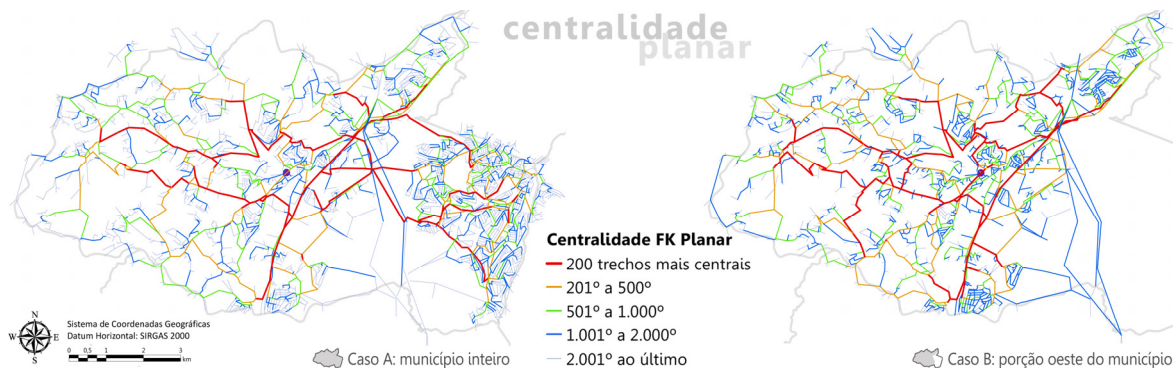 centralidade
planar
Centralidade FK Planar
200 trechos mais centrais
201º a 500º
501º a 1.000º
1.001º a 2.000º
2.001º ao último
N
W E
S
Sistema de Coordenadas Geográficas
Datum Horizontal: SIRGAS 2000
0 0,5 1 2 3
km
Caso A: município inteiro
Caso B: porção oeste do município